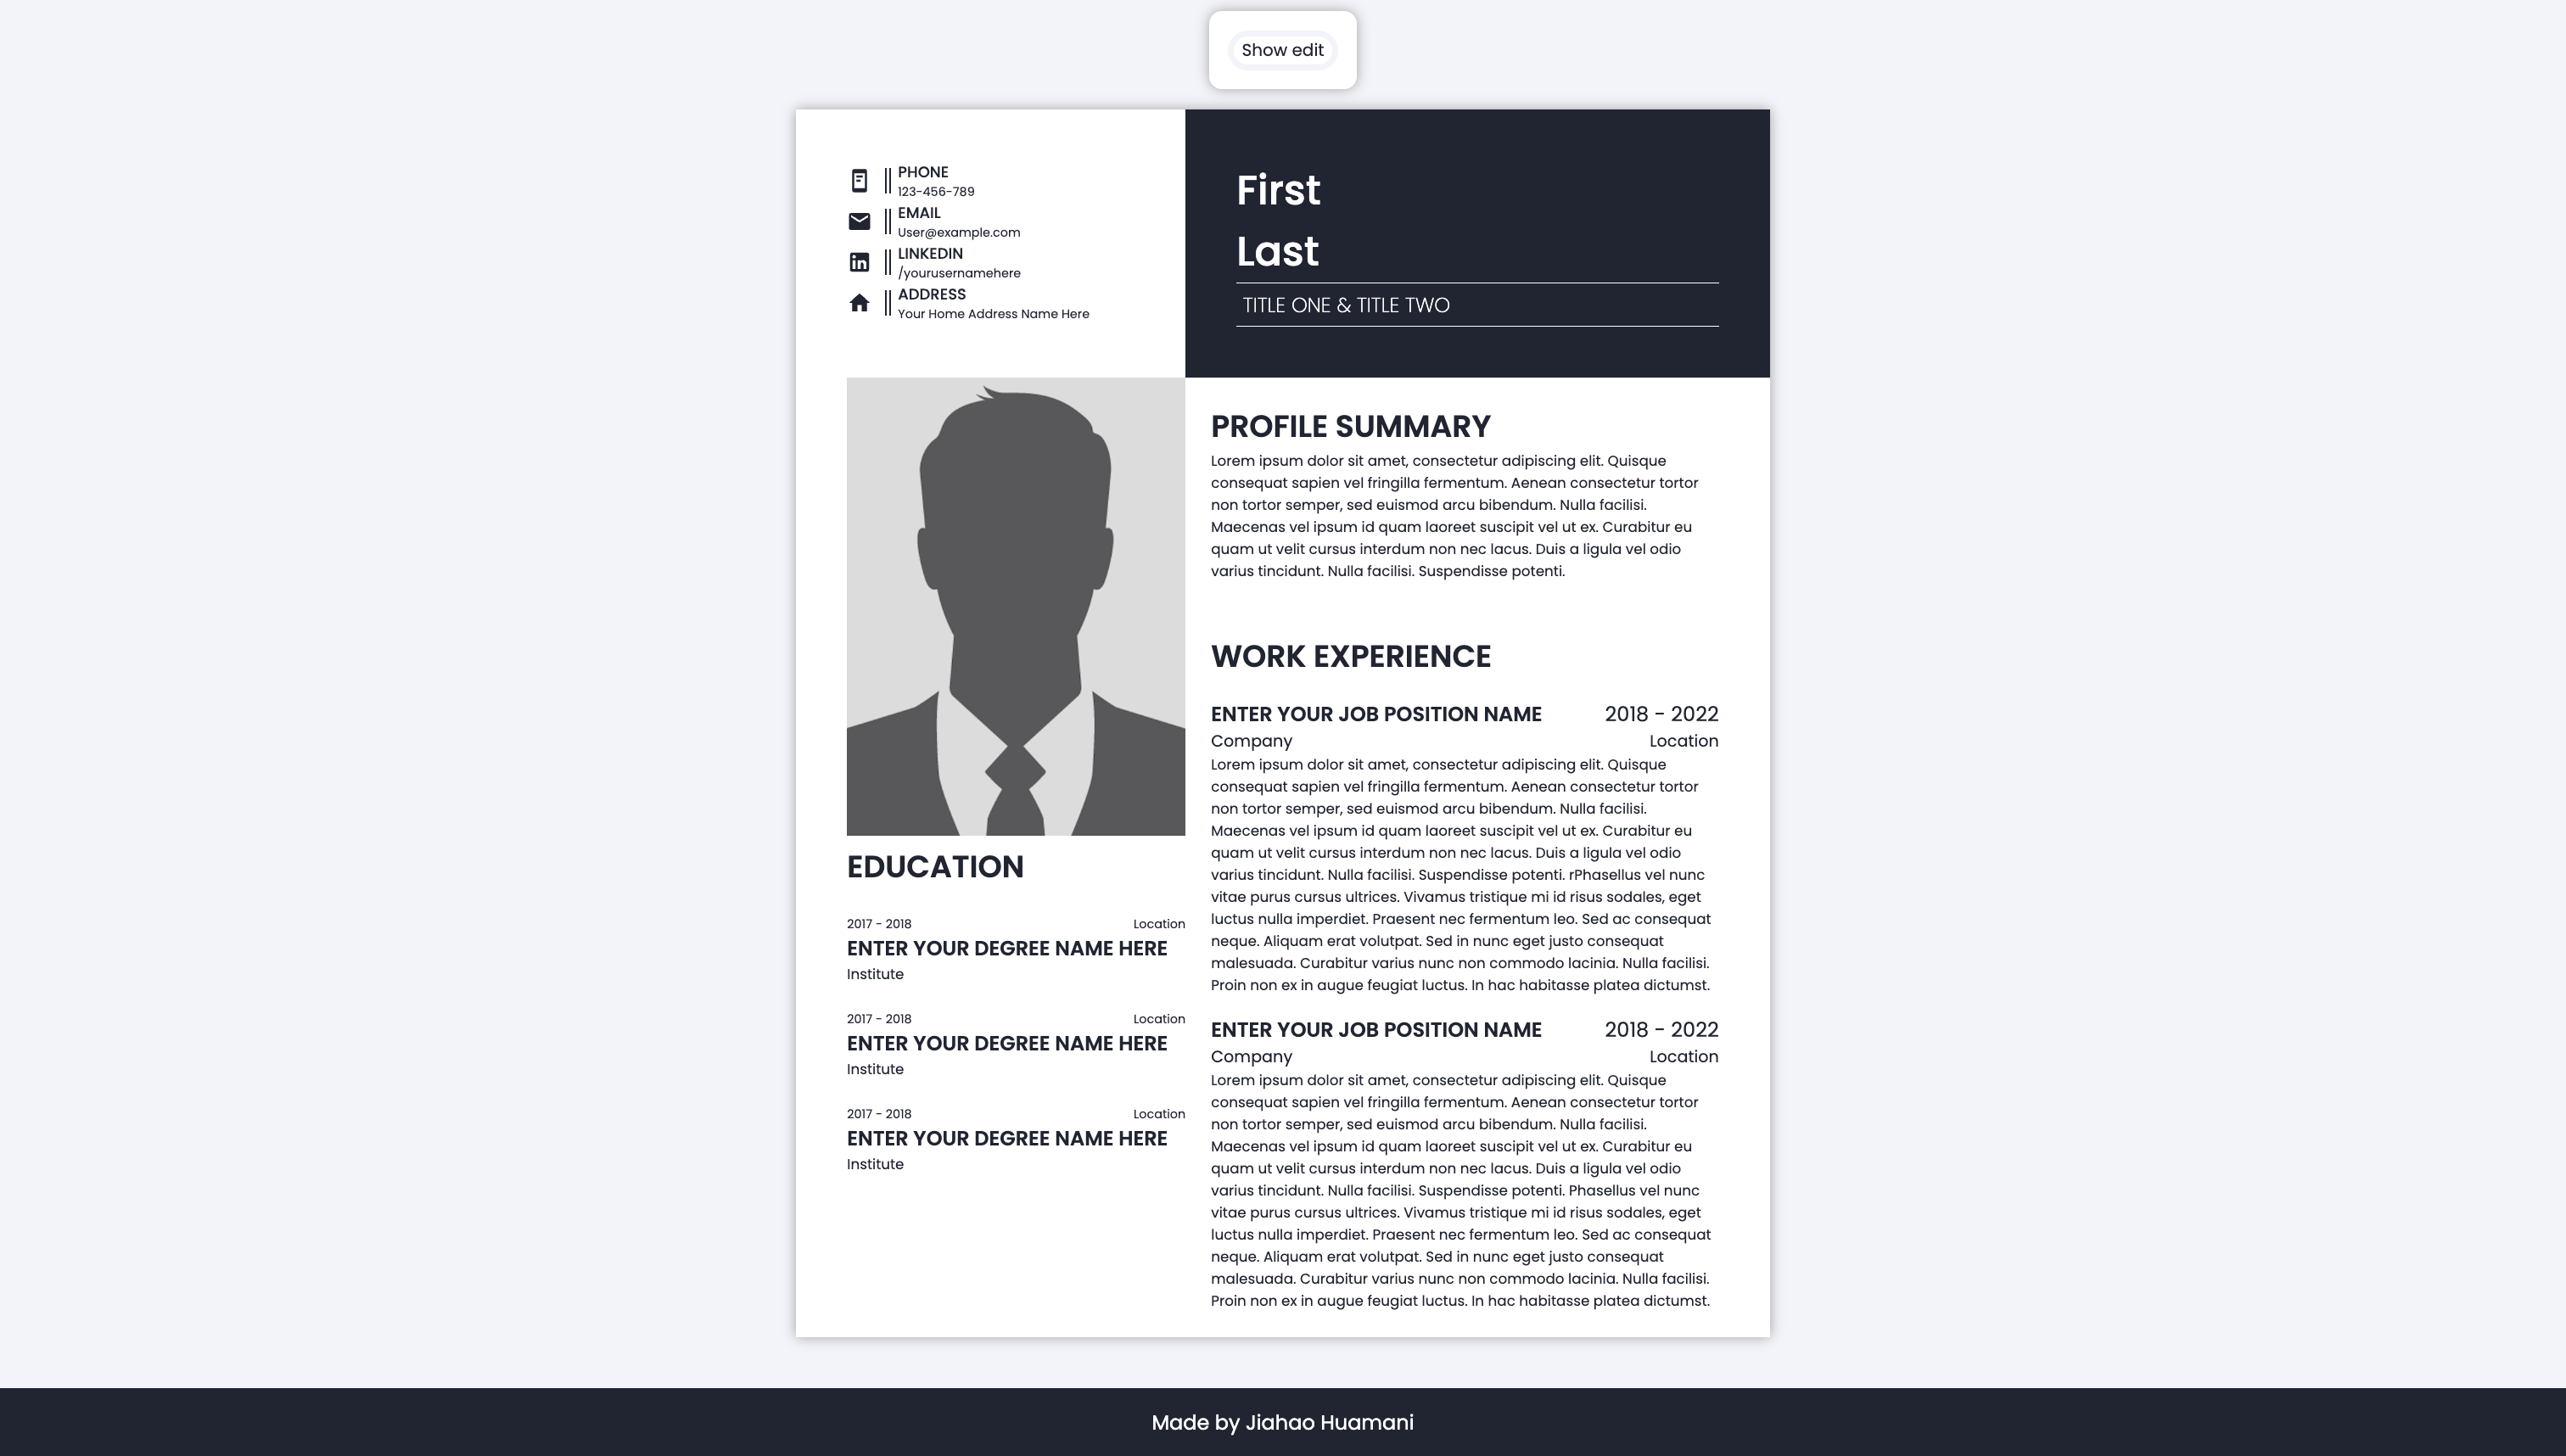 Show edit
PHONE
123-456-789
EMAIL
User@example.com
LINKEDIN
/yourusernamehere
ADDRESS
Your Home Address Name Here
First
Last
TITLE ONE & TITLE TWO
EDUCATION
2017 - 2018 Location
ENTER YOUR DEGREE NAME HERE
Institute
2017 - 2018 Location
ENTER YOUR DEGREE NAME HERE
Institute
2017 - 2018 Location
ENTER YOUR DEGREE NAME HERE
Institute
PROFILE SUMMARY
Lorem ipsum dolor sit amet, consectetur adipiscing elit. Quisque
consequat sapien vel fringilla fermentum. Aenean consectetur tortor
non tortor semper, sed euismod arcu bibendum. Nulla facilisi.
Maecenas vel ipsum id quam laoreet suscipit vel ut ex. Curabitur eu
quam ut velit cursus interdum non nec lacus. Duis a ligula vel odio
varius tincidunt. Nulla facilisi. Suspendisse potenti.
WORK EXPERIENCE
ENTER YOUR JOB POSITION NAME 2018 - 2022
Company Location
Lorem ipsum dolor sit amet, consectetur adipiscing elit. Quisque
consequat sapien vel fringilla fermentum. Aenean consectetur tortor
non tortor semper, sed euismod arcu bibendum. Nulla facilisi.
Maecenas vel ipsum id quam laoreet suscipit vel ut ex. Curabitur eu
quam ut velit cursus interdum non nec lacus. Duis a ligula vel odio
varius tincidunt. Nulla facilisi. Suspendisse potenti. rPhasellus vel nunc
vitae purus cursus ultrices. Vivamus tristique mi id risus sodales, eget
luctus nulla imperdiet. Praesent nec fermentum leo. Sed ac consequat
neque. Aliquam erat volutpat. Sed in nunc eget justo consequat
malesuada. Curabitur varius nunc non commodo lacinia. Nulla facilisi.
Proin non ex in augue feugiat luctus. In hac habitasse platea dictumst.
ENTER YOUR JOB POSITION NAME 2018 - 2022
Company Location
Lorem ipsum dolor sit amet, consectetur adipiscing elit. Quisque
consequat sapien vel fringilla fermentum. Aenean consectetur tortor
non tortor semper, sed euismod arcu bibendum. Nulla facilisi.
Maecenas vel ipsum id quam laoreet suscipit vel ut ex. Curabitur eu
quam ut velit cursus interdum non nec lacus. Duis a ligula vel odio
varius tincidunt. Nulla facilisi. Suspendisse potenti. Phasellus vel nunc
vitae purus cursus ultrices. Vivamus tristique mi id risus sodales, eget
luctus nulla imperdiet. Praesent nec fermentum leo. Sed ac consequat
neque. Aliquam erat volutpat. Sed in nunc eget justo consequat
malesuada. Curabitur varius nunc non commodo lacinia. Nulla facilisi.
Proin non ex in augue feugiat luctus. In hac habitasse platea dictumst.
Made by Jiahao Huamani